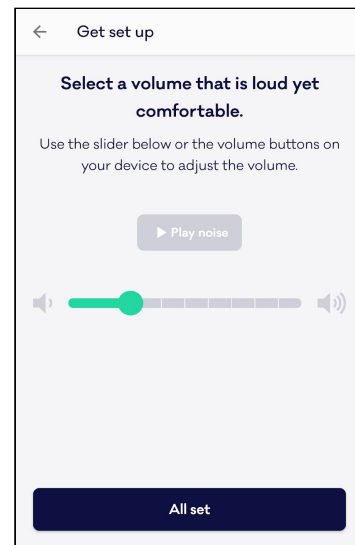 Get set up
Select a volume that is loud yet
comfortable.
Use the slider below or the volume buttons on
your device to adjust the volume.
Play noise
All set